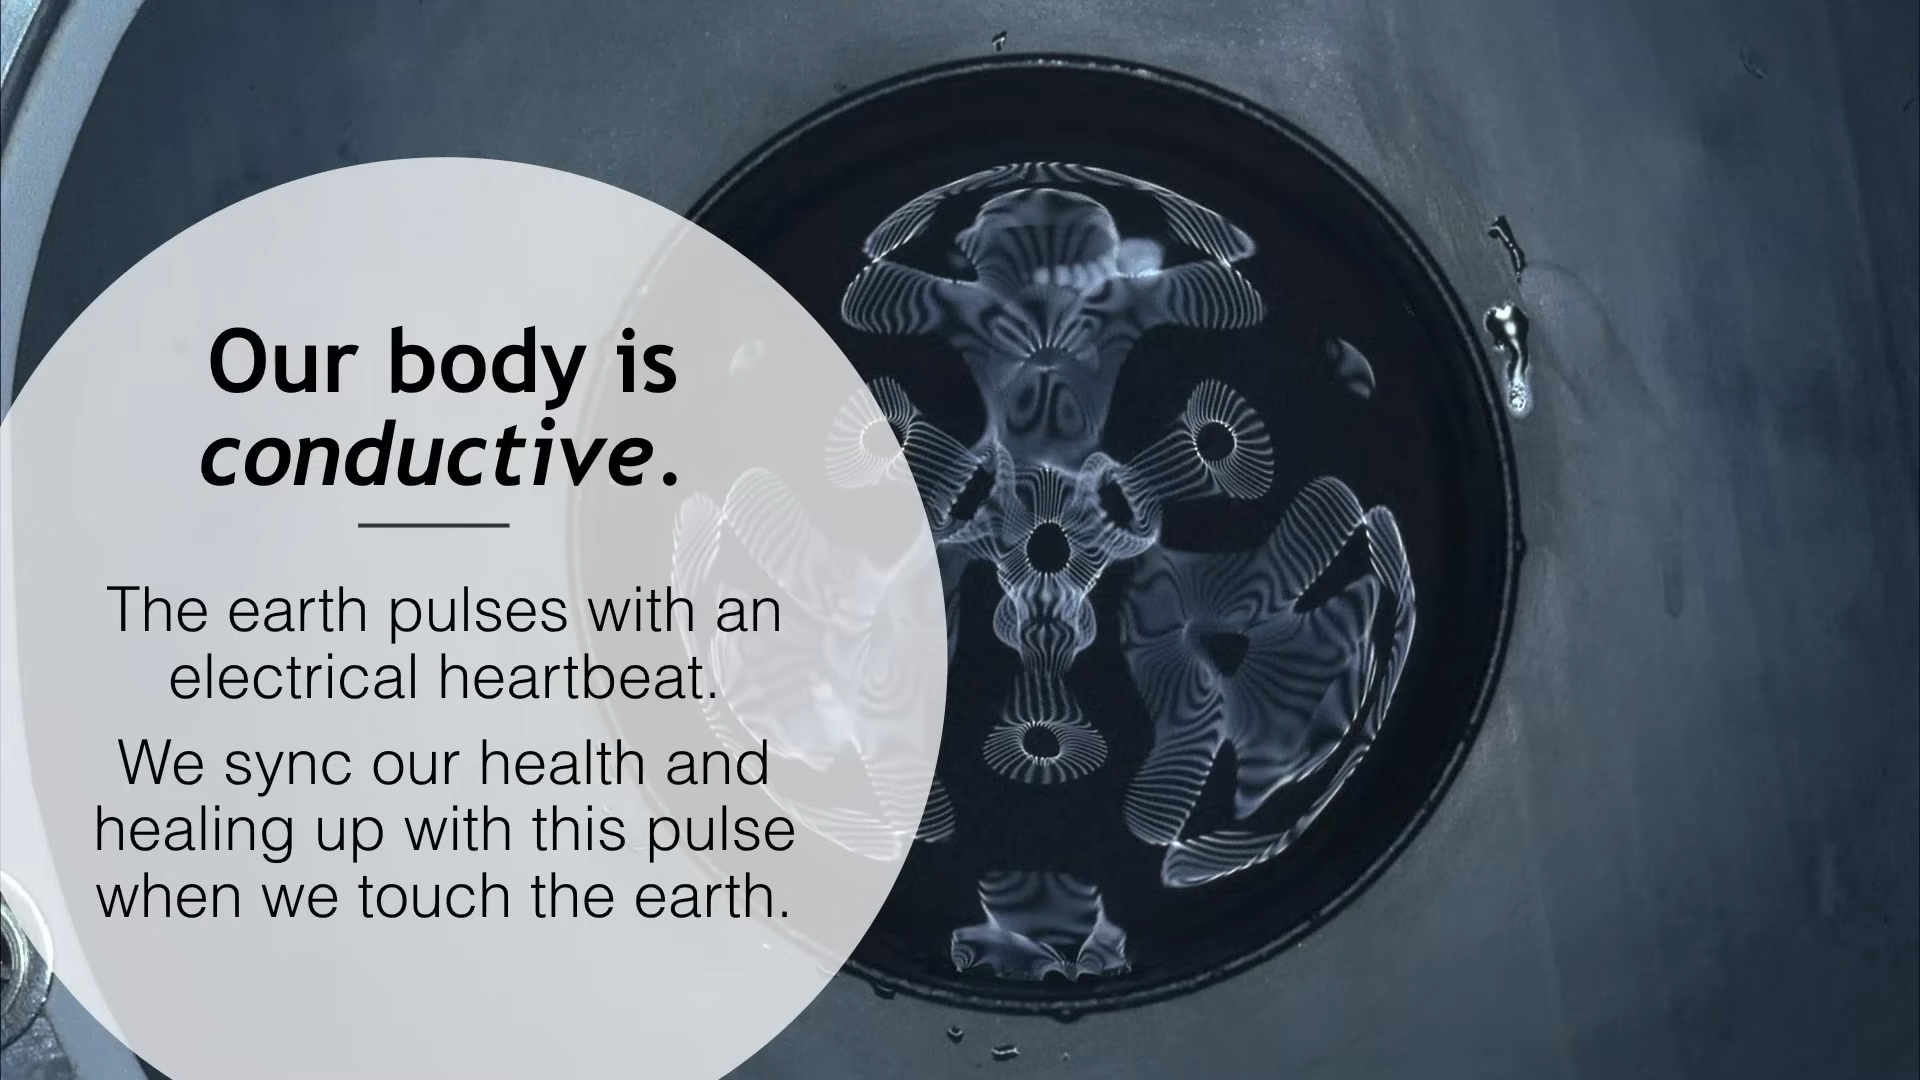 Our body is
conductive.
The earth pulses with an
electrical heartbeat.
We sync our health and
healing up with this pulse
when we touch the earth.